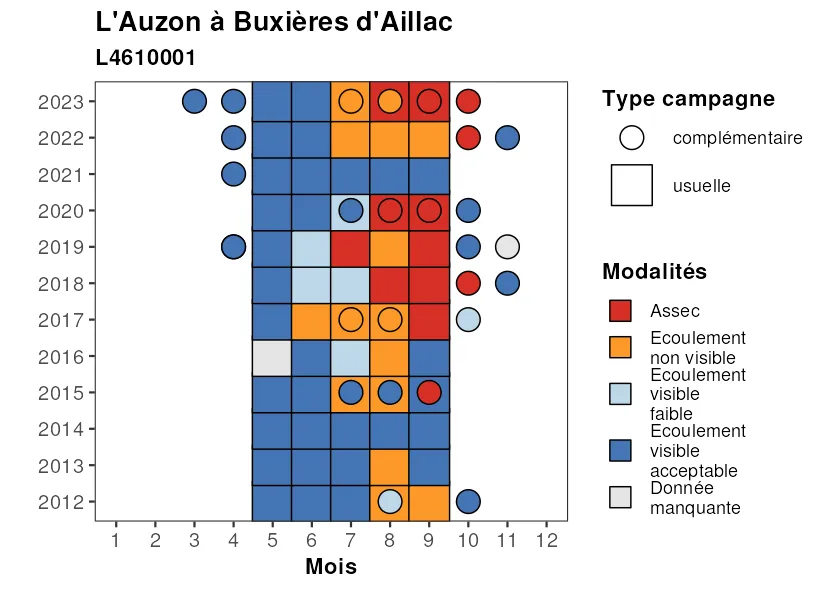 L'Auzon à Buxières d'Aillac
L4610001
2023
2022
2021
2020
2019
2018
2017
2016
2015
2014
2013
2012
1 2 3 4 5 6 7 8 9 10 11 12
Mois
Type campagne
complémentaire
usuelle
Modalités
Assec
Ecoulement
non visible
Ecoulement
visible
faible
Ecoulement
visible
acceptable
Donnée
manquante